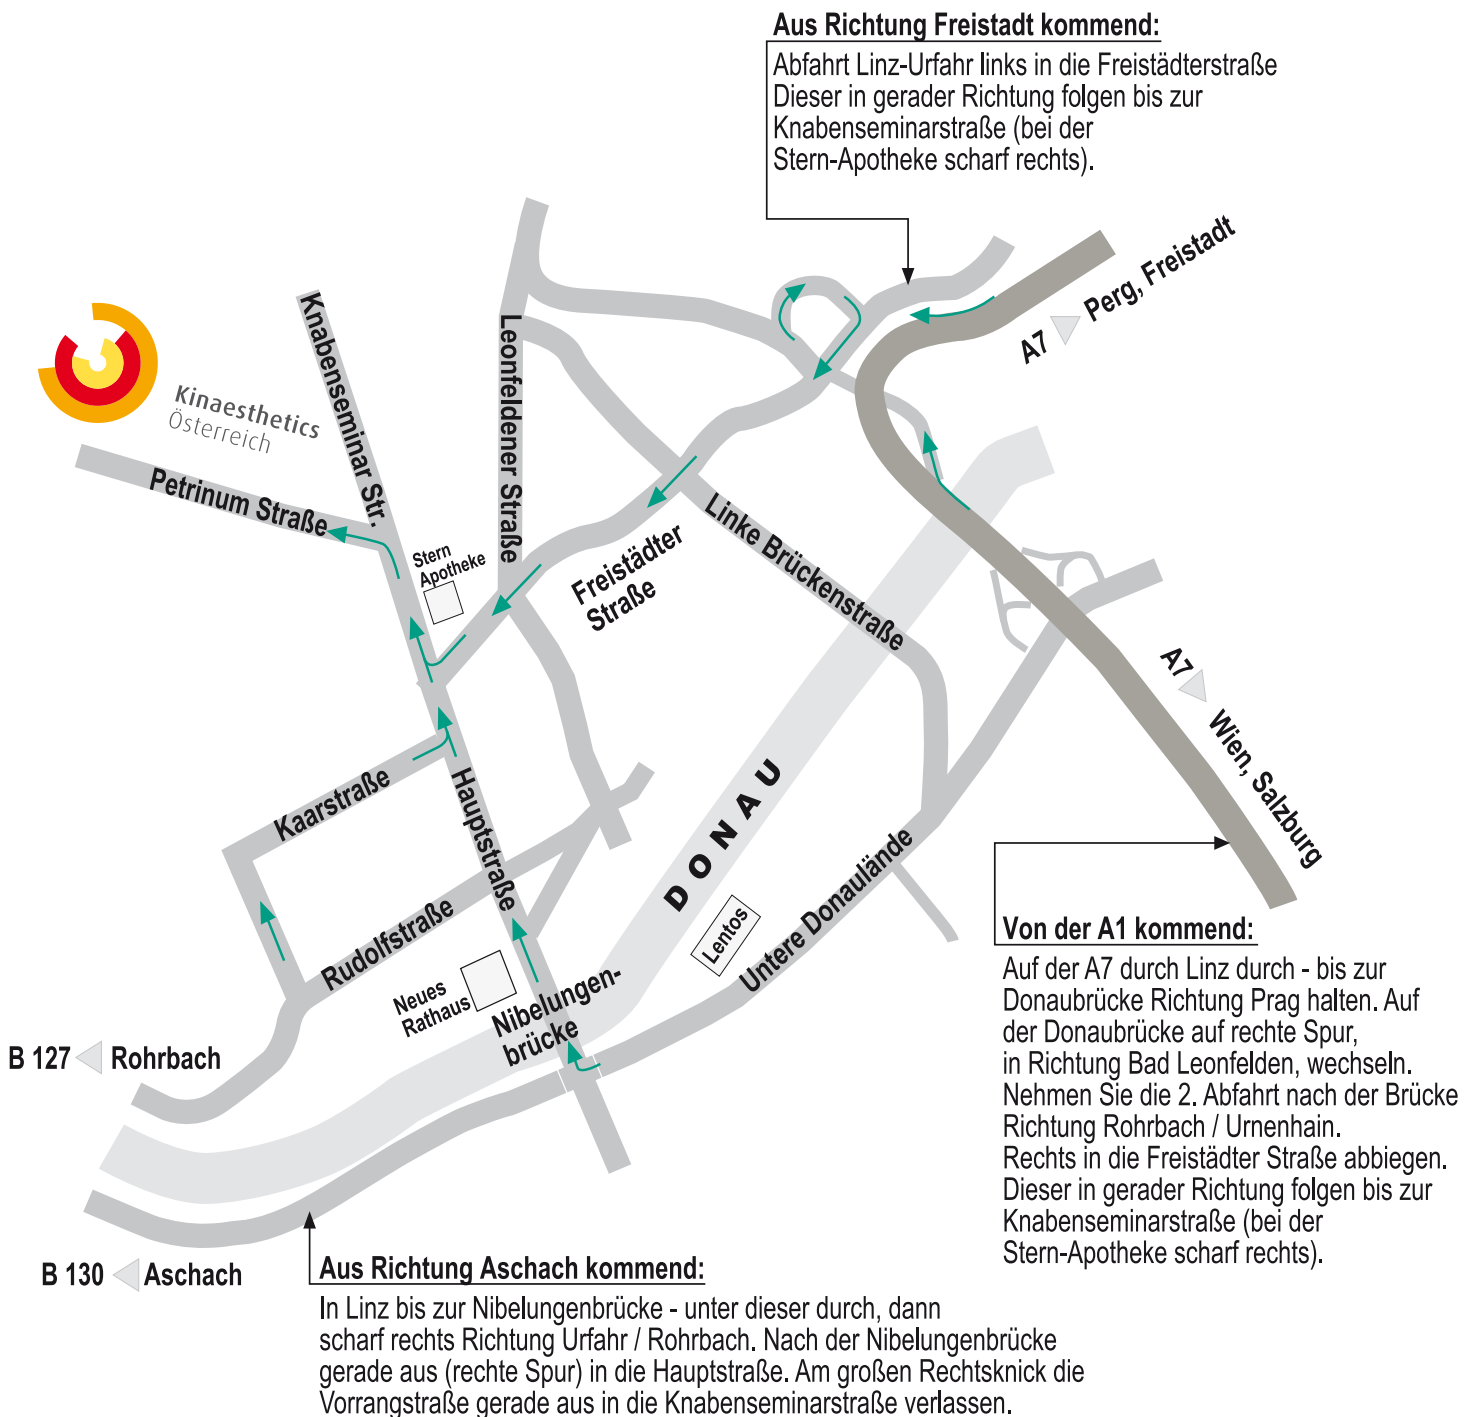 Aus Richtung Freistadt kommend:
Abfahrt Linz-Urfahr links in die Freistädterstraße
Dieser in gerader Richtung folgen bis zur
Knabenseminarstraße (bei der
Stern-Apotheke scharf rechts).
A7
Perg, Freistadt
Kinaesthetics
Österreich
Knabenseminar Str.
Leonfeldener Straße
Petrinum Straße
Stern
Apotheke
Freistädter
Straße
Linke Brückenstraße
A7
Wien, Salzburg
Kaarstraße
Hauptstraße
DONAU
Rudolfstraße
Lentos
Untere Donaulände
Neues
Rathaus
Nibelungen-
brücke
B 127
Rohrbach
B 130
Aschach
Von der A1 kommend:
Auf der A7 durch Linz durch - bis zur
Donaubrücke Richtung Prag halten. Auf
der Donaubrücke auf rechte Spur,
in Richtung Bad Leonfelden, wechseln.
Nehmen Sie die 2. Abfahrt nach der Brücke
Richtung Rohrbach / Urnenhain.
Rechts in die Freistädter Straße abbiegen.
Dieser in gerader Richtung folgen bis zur
Knabenseminarstraße (bei der
Stern-Apotheke scharf rechts).
Aus Richtung Aschach kommend:
In Linz bis zur Nibelungenbrücke - unter dieser durch, dann
scharf rechts Richtung Urfahr / Rohrbach. Nach der Nibelungenbrücke
gerade aus (rechte Spur) in die Hauptstraße. Am großen Rechtsknick die
Vorrangstraße gerade aus in die Knabenseminarstraße verlassen.